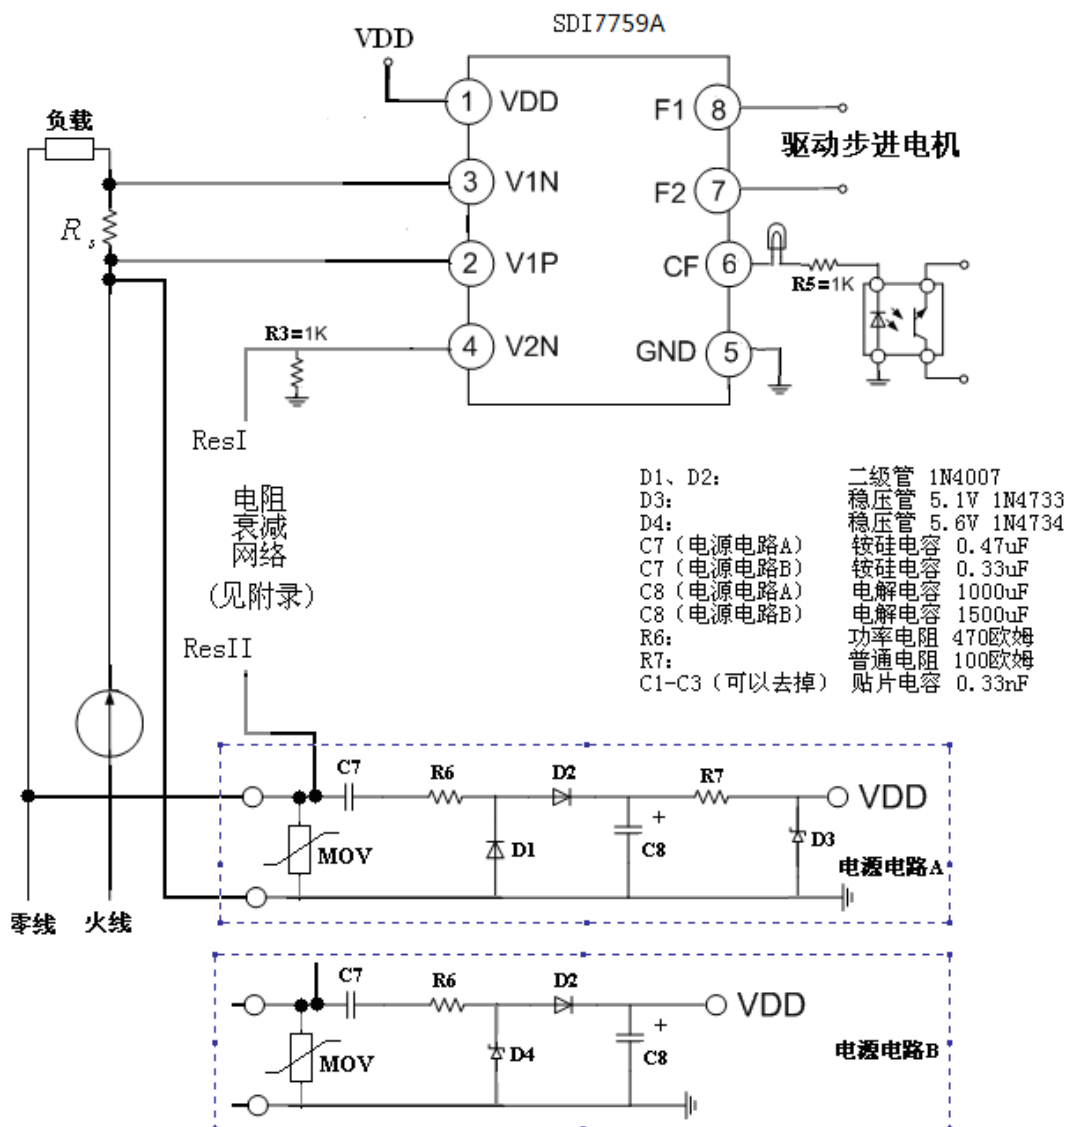 SDI7759A
VDD
1 VDD
F1 8
负载
驱动步进电机
3 V1N
F2 7
Rs
2 V1P
CF 6
R5=1K
R3=1K
4 V2N
GND 5
ResI
电阻
衰减
网络
(见附录)
ResII
D1、D2: 二级管 1N4007
D3: 稳压管 5.1V 1N4733
D4: 稳压管 5.6V 1N4734
C7（电源电路A） 铵硅电容 0.47uF
C7（电源电路B） 铵硅电容 0.33uF
C8（电源电路A） 电解电容 1000uF
C8（电源电路B） 电解电容 1500uF
R6: 功率电阻 470欧姆
R7: 普通电阻 100欧姆
C1-C3（可以去掉） 贴片电容 0.33nF
C7 R6 D2 R7
VDD
MOV D1 + C8 D3
电源电路A
零线 火线
C7 R6 D2
VDD
MOV D4 + C8
电源电路B